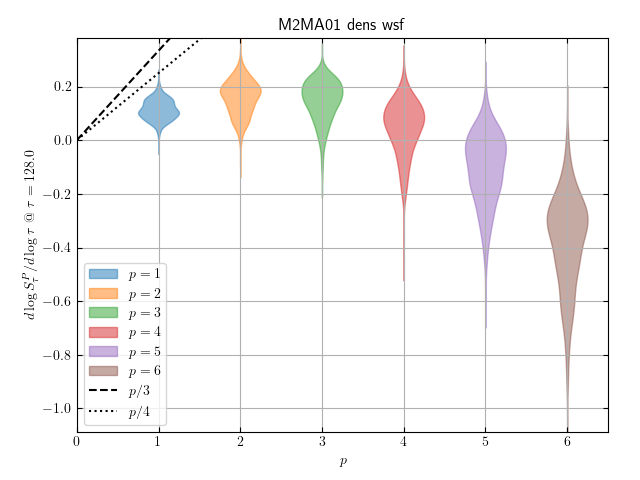 M2MA01 dens wsf
d log S_τ^P / d log τ @ τ = 128.0
0.2
0.0
−0.2
−0.4
−0.6
−0.8
−1.0
p = 1
p = 2
p = 3
p = 4
p = 5
p = 6
p/3
p/4
0 1 2 3 4 5 6
p